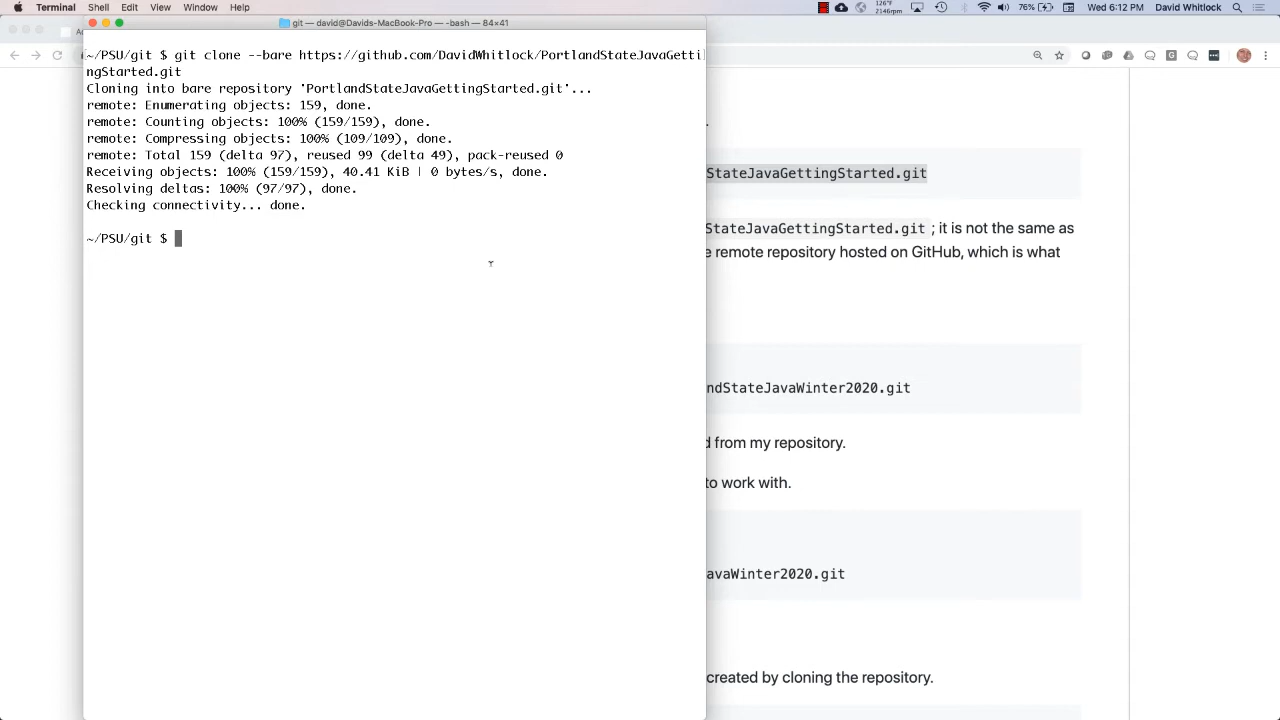 Terminal Shell Edit View Window Help
126°F 2146rpm 76% Wed 6:12 PM David Whitlock
git — david@Davids-MacBook-Pro — -bash — 84×41
~/PSU/git $ git clone --bare https://github.com/DavidWhitlock/PortlandStateJavaGetti
ngStarted.git
Cloning into bare repository 'PortlandStateJavaGettingStarted.git'...
remote: Enumerating objects: 159, done.
remote: Counting objects: 100% (159/159), done.
remote: Compressing objects: 100% (109/109), done.
remote: Total 159 (delta 97), reused 99 (delta 49), pack-reused 0
Receiving objects: 100% (159/159), 40.41 KiB | 0 bytes/s, done.
Resolving deltas: 100% (97/97), done.
Checking connectivity... done.
~/PSU/git $
.
StateJavaGettingStarted.git
StateJavaGettingStarted.git ; it is not the same as
e remote repository hosted on GitHub, which is what
ndStateJavaWinter2020.git
d from my repository.
to work with.
avaWinter2020.git
created by cloning the repository.